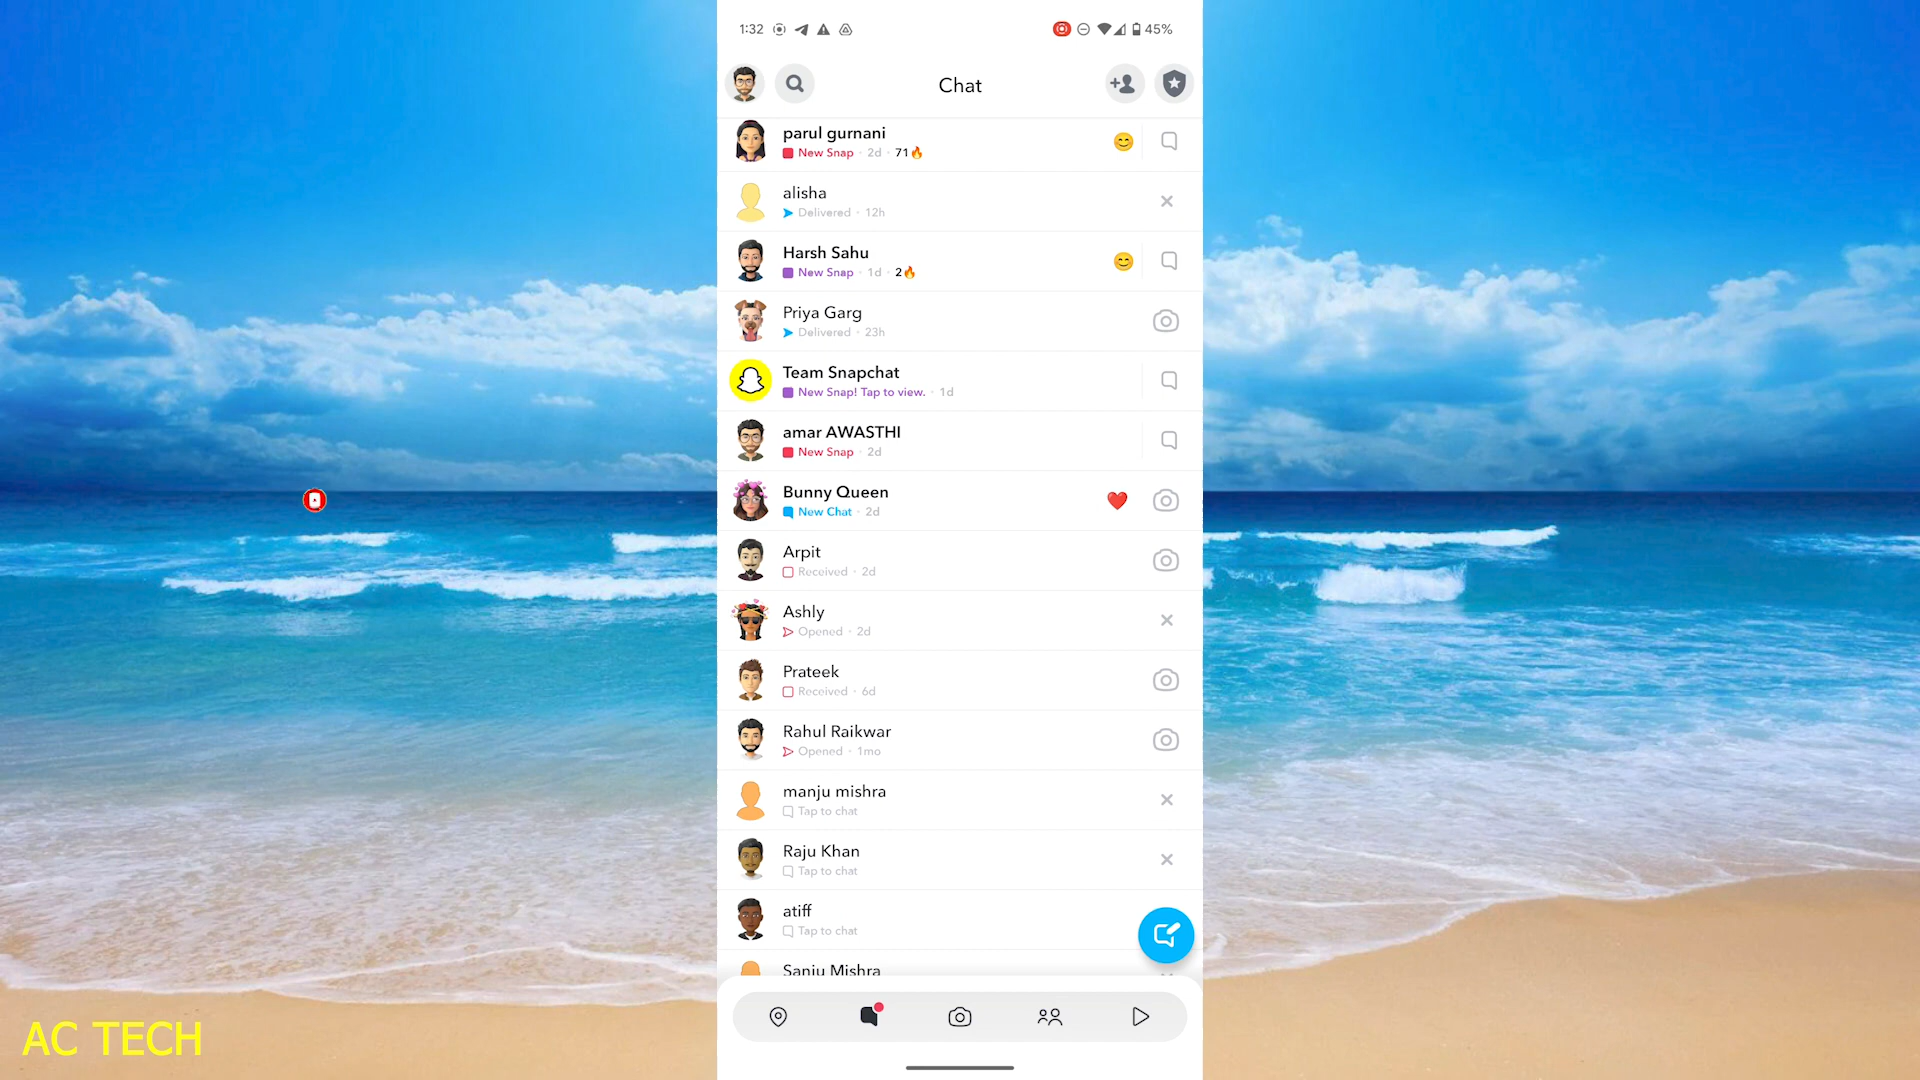 1:32
45%
Chat
parul gurnani
New Snap · 2d · 71🔥
alisha
Delivered · 12h
Harsh Sahu
New Snap · 1d · 2🔥
Priya Garg
Delivered · 23h
Team Snapchat
New Snap! Tap to view. · 1d
amar AWASTHI
New Snap · 2d
Bunny Queen
New Chat · 2d
Arpit
Received · 2d
Ashly
Opened · 2d
Prateek
Received · 6d
Rahul Raikwar
Opened · 1mo
manju mishra
Tap to chat
Raju Khan
Tap to chat
atiff
Tap to chat
Sanju Mishra
AC TECH